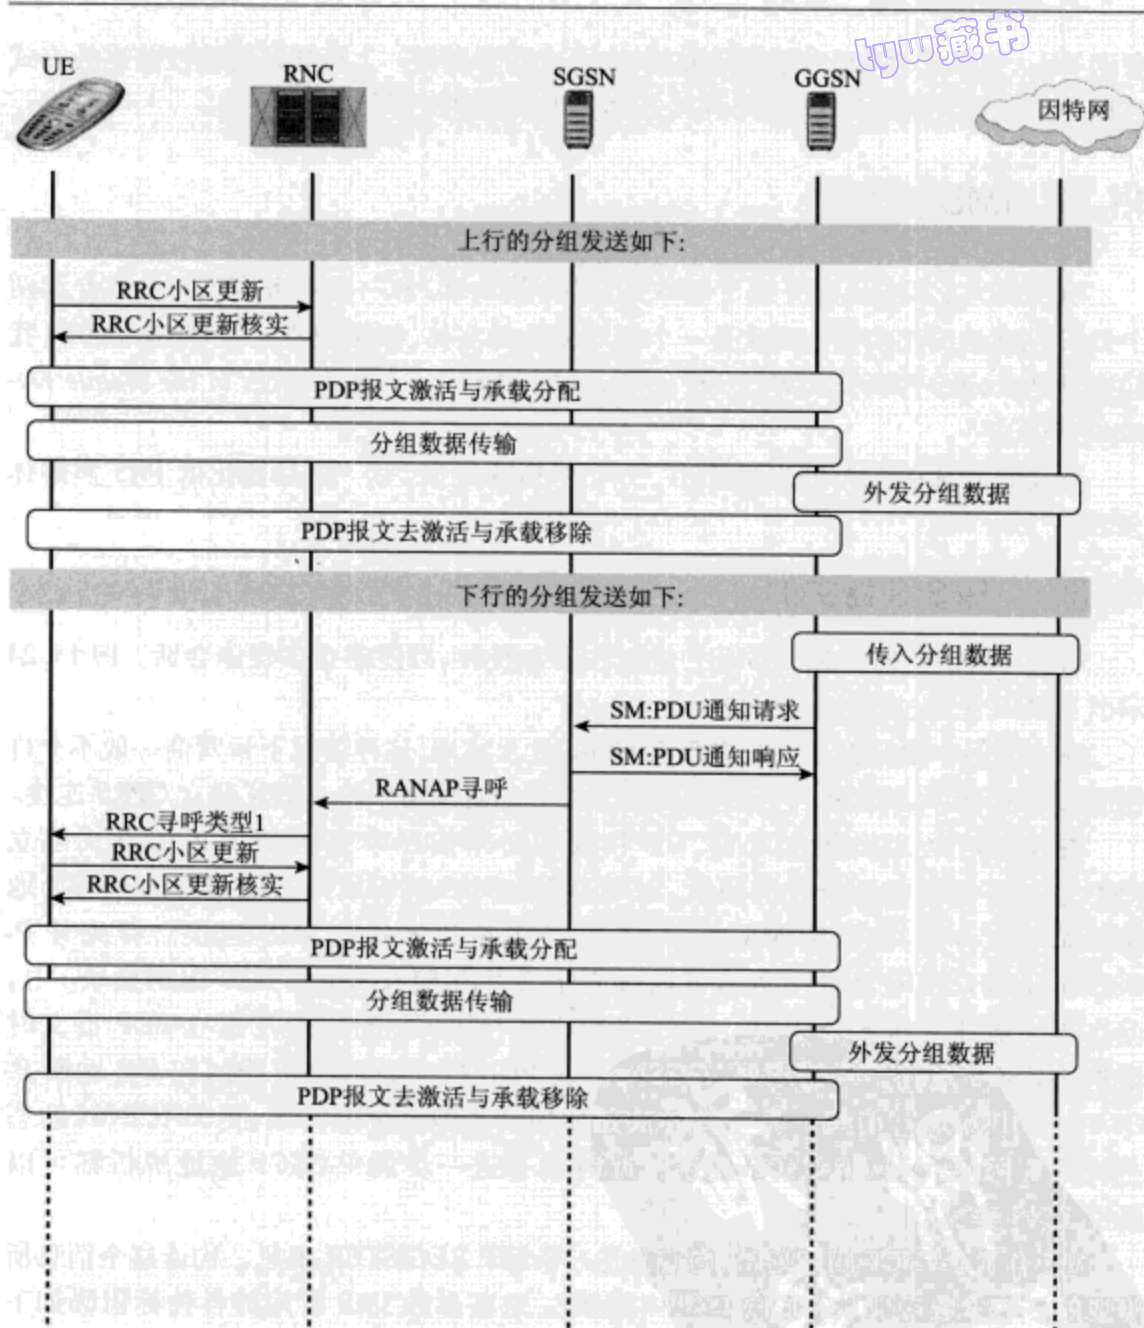 tyw藏书
UE
RNC
SGSN
GGSN
因特网
上行的分组发送如下:
RRC小区更新
RRC小区更新核实
PDP报文激活与承载分配
分组数据传输
外发分组数据
PDP报文去激活与承载移除
下行的分组发送如下:
传入分组数据
SM:PDU通知请求
SM:PDU通知响应
RANAP寻呼
RRC寻呼类型1
RRC小区更新
RRC小区更新核实
PDP报文激活与承载分配
分组数据传输
外发分组数据
PDP报文去激活与承载移除